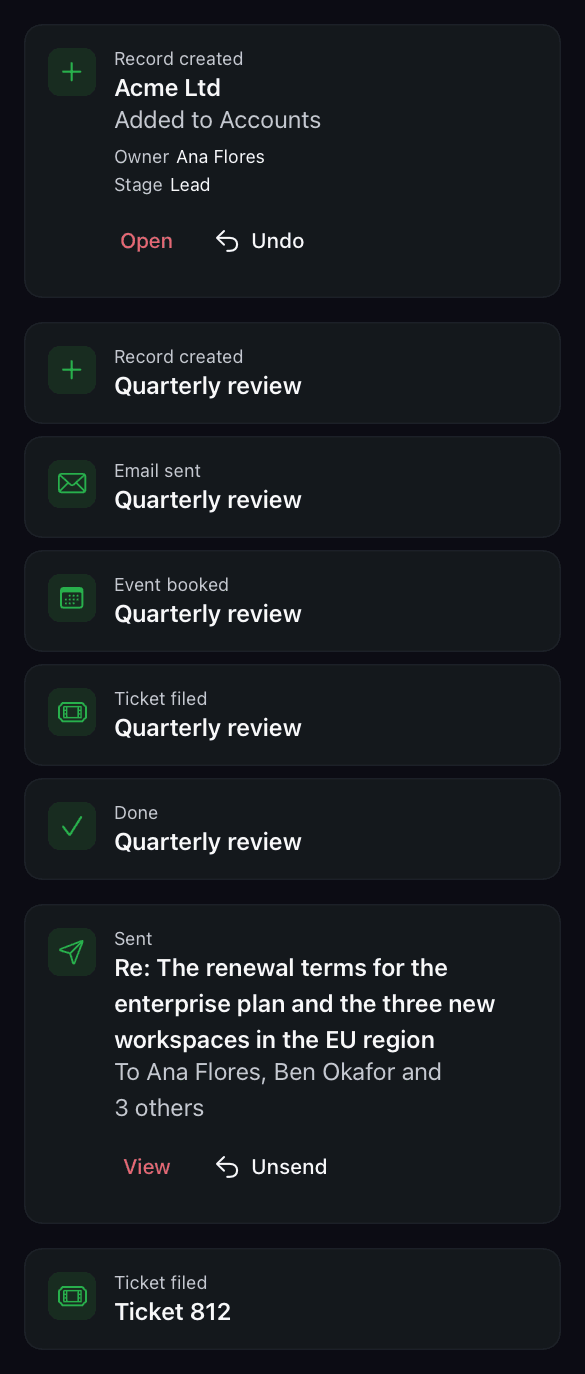 Record created
Acme Ltd
Added to Accounts
Owner Ana Flores
Stage Lead
Open Undo
Record created
Quarterly review
Email sent
Quarterly review
Event booked
Quarterly review
Ticket filed
Quarterly review
Done
Quarterly review
Sent
Re: The renewal terms for the
enterprise plan and the three new
workspaces in the EU region
To Ana Flores, Ben Okafor and
3 others
View Unsend
Ticket filed
Ticket 812